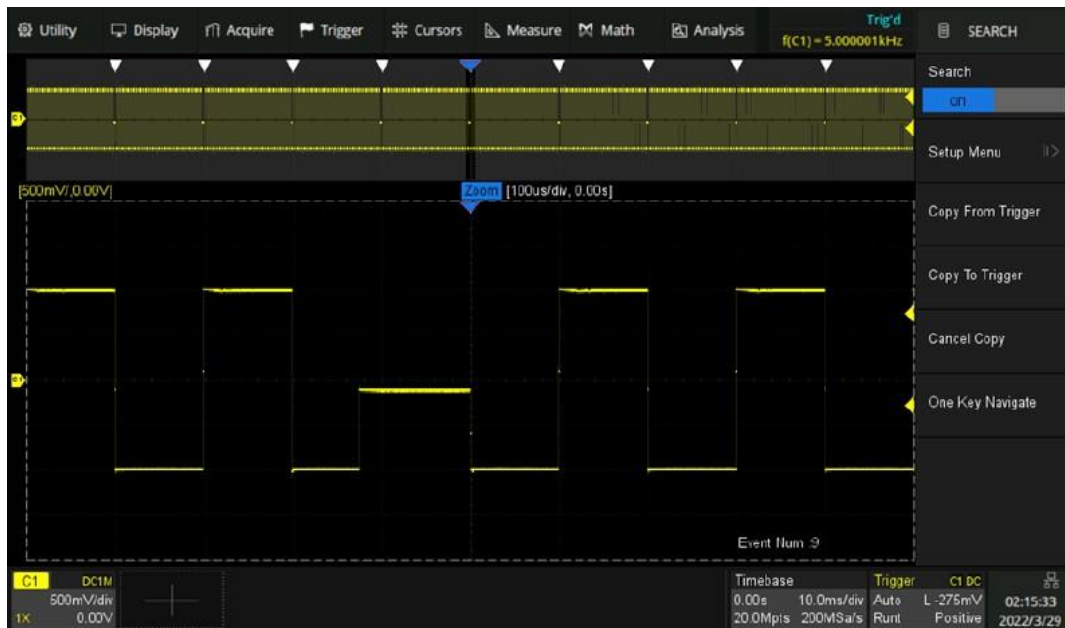 Utility Display Acquire Trigger Cursors Measure Math Analysis
Trig'd
f(C1) = 5.000001kHz
SEARCH
Search
on
Setup Menu
Copy From Trigger
Copy To Trigger
Cancel Copy
One Key Navigate
C1
[500mV/,0.00V]
Zoom [100us/div, 0.00s]
C1
Event Num :9
C1 DC1M
500mV/div
1X 0.00V
Timebase
0.00s 10.0ms/div
20.0Mpts 200MSa/s
Trigger C1 DC
Auto L -275mV
Runt Positive
02:15:33
2022/3/29